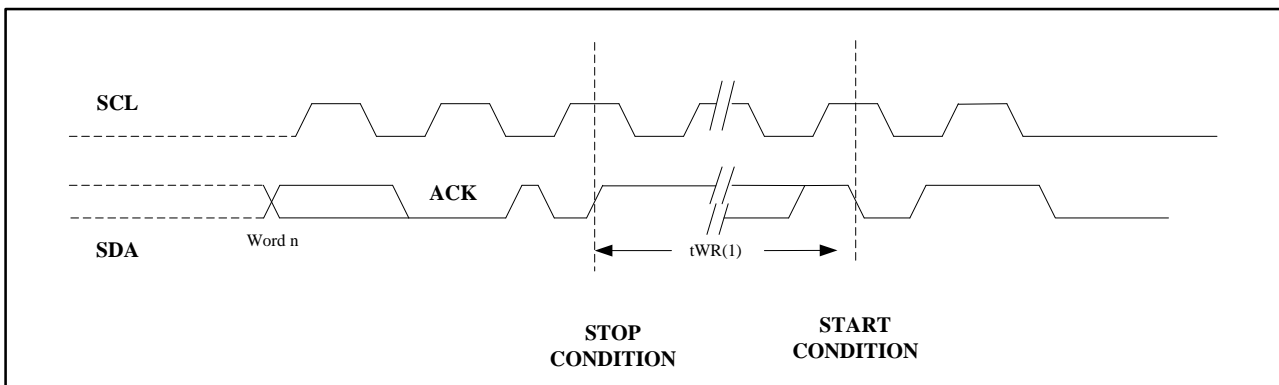 SCL
ACK
Word n
SDA
tWR(1)
STOP
CONDITION
START
CONDITION